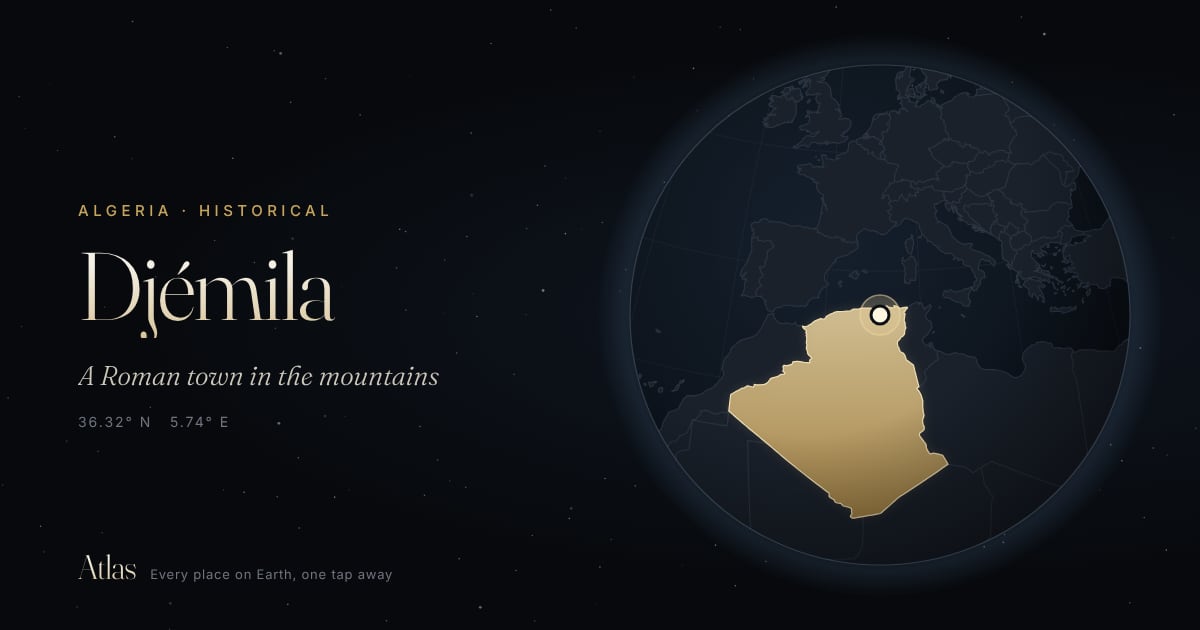 ALGERIA · HISTORICAL
Djémila
A Roman town in the mountains
36.32° N 5.74° E
Atlas Every place on Earth, one tap away